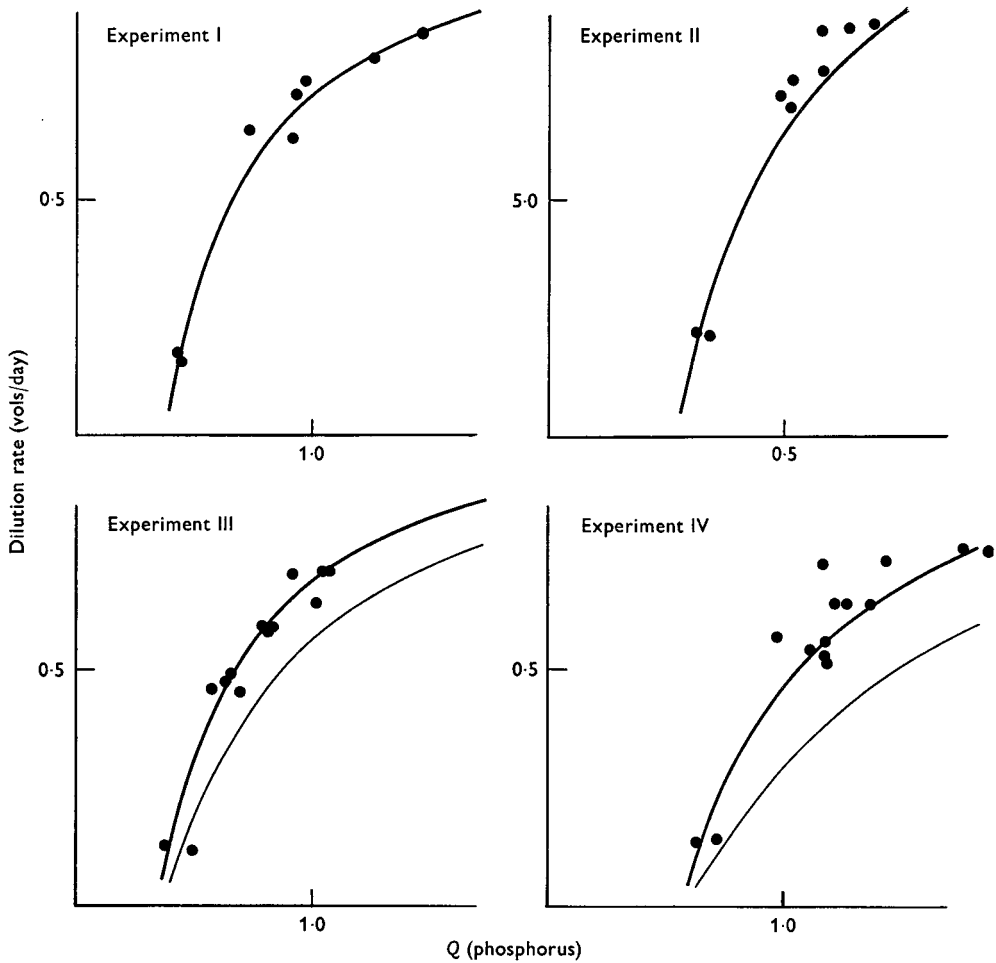 Experiment I
Experiment II
0·5
5·0
1·0
0·5
Dilution rate (vols/day)
Experiment III
Experiment IV
0·5
0·5
1·0
1·0
Q (phosphorus)